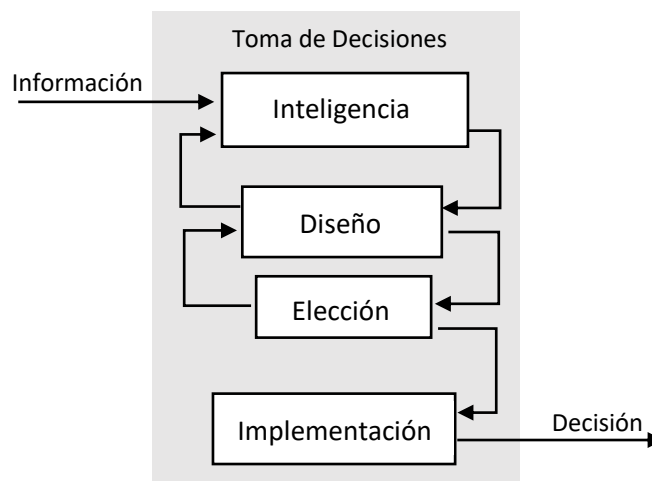 Toma de Decisiones
Información
Inteligencia
Diseño
Elección
Implementación
Decisión